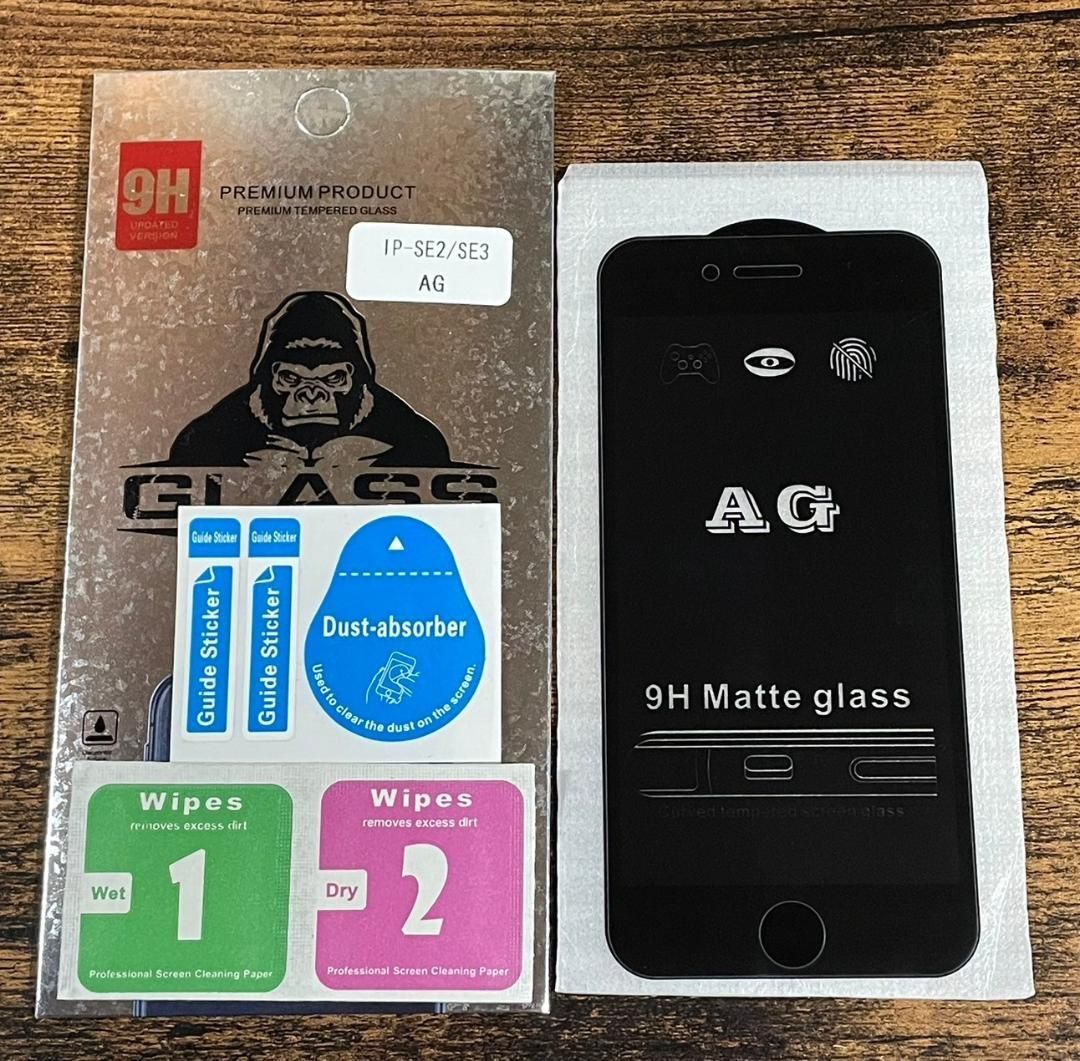 9H
UPDATED
VERSION
PREMIUM PRODUCT
PREMIUM TEMPERED GLASS
IP-SE2/SE3
AG
GLASS
Guide Sticker
Guide Sticker
Guide Sticker
Guide Sticker
Dust-absorber
Used to clear the dust on the screen.
Wipes
removes excess dirt
Wet
1
Professional Screen Cleaning Paper
Wipes
removes excess dirt
Dry
2
Professional Screen Cleaning Paper
AG
9H Matte glass
Curved tempered screen glass